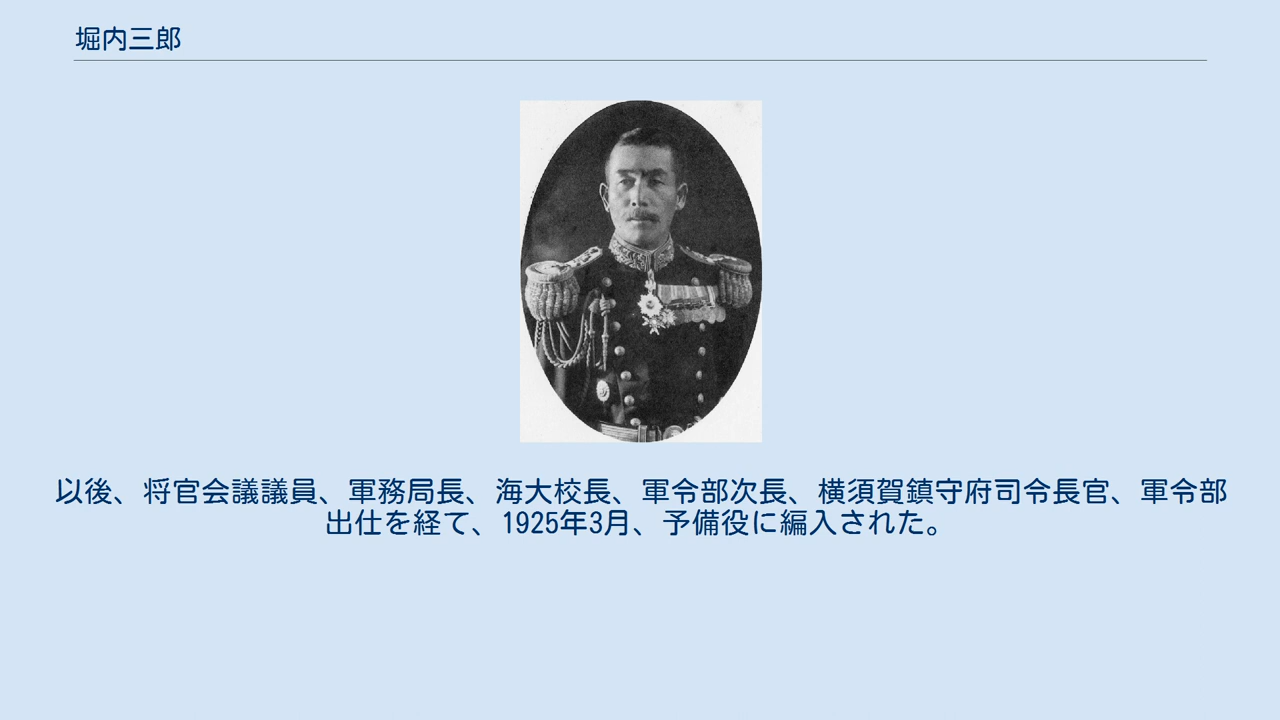 堀内三郎
以後、将官会議議員、軍務局長、海大校長、軍令部次長、横須賀鎮守府司令長官、軍令部
出仕を経て、1925年3月、予備役に編入された。